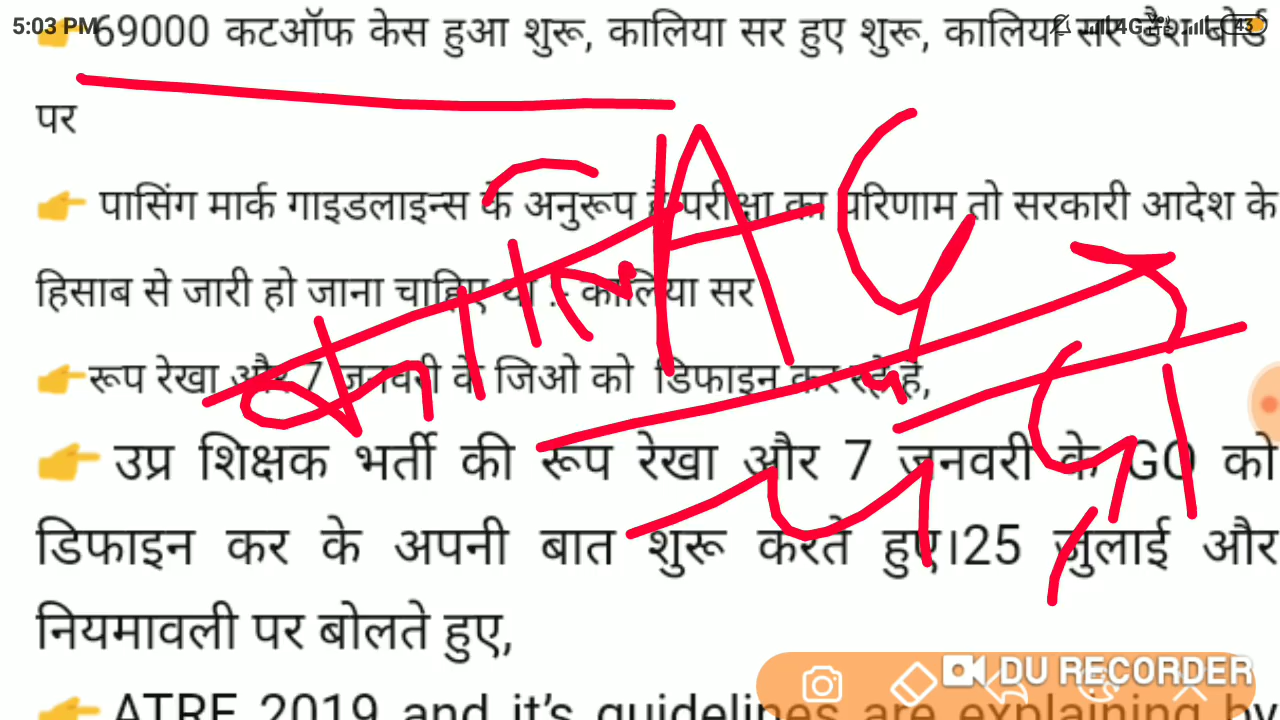 5:03 PM 4G 43
👉 69000 कटऑफ केस हुआ शुरू, कालिया सर हुए शुरू, कालिया सर डैश बोर्ड
पर
👉 पासिंग मार्क गाइडलाइन्स के अनुरूप है परीक्षा का परिणाम तो सरकारी आदेश के
हिसाब से जारी हो जाना चाहिए था :- कालिया सर
👉रूप रेखा और 7 जनवरी के जिओ को डिफाइन कर रहे है,
👉 उप्र शिक्षक भर्ती की रूप रेखा और 7 जनवरी के GO को
डिफाइन कर के अपनी बात शुरू करते हुए।25 जुलाई और
नियमावली पर बोलते हुए,
👉 ATRE 2019 and it's guidelines are explaining by
DU RECORDER